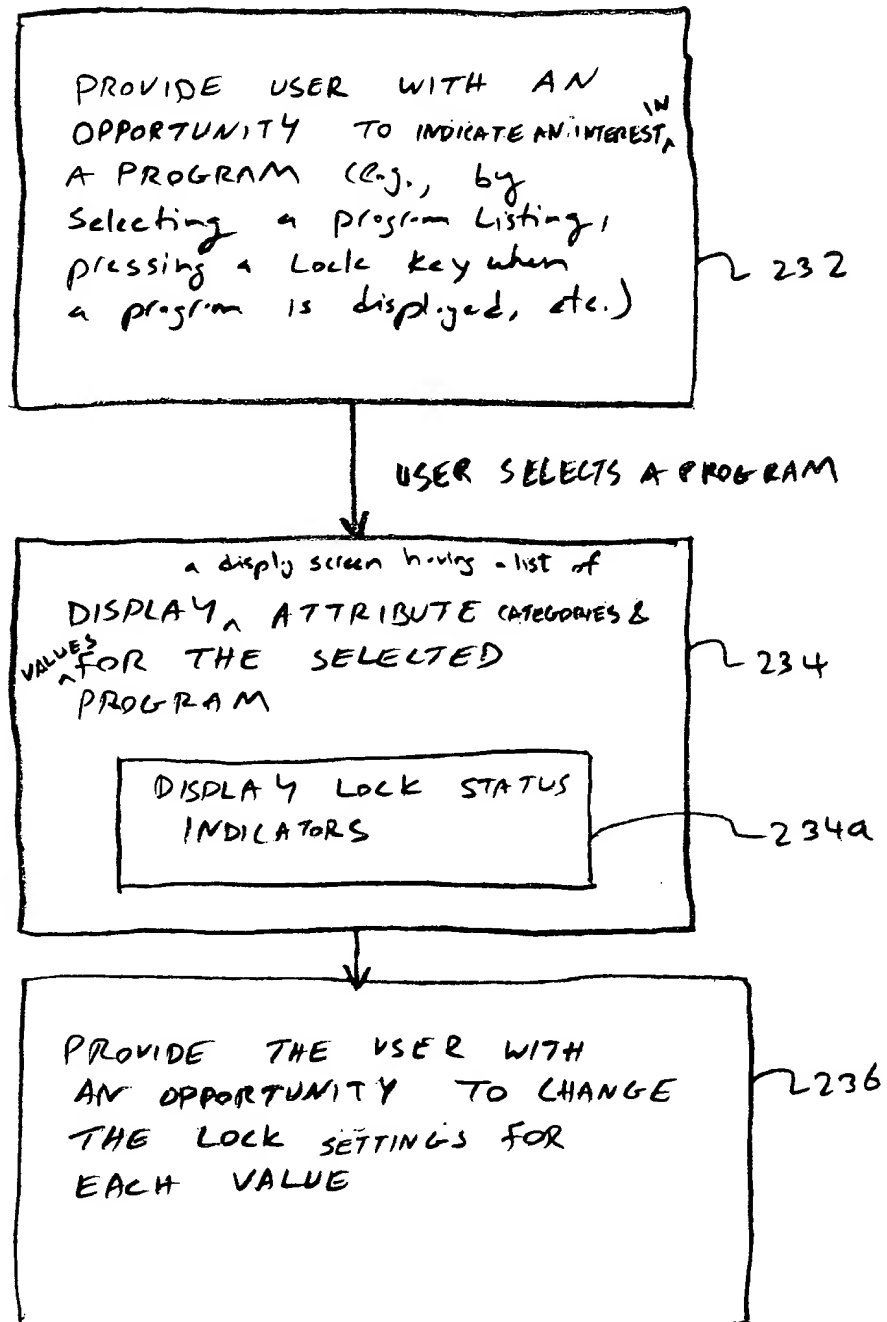 PROVIDE USER WITH AN
OPPORTUNITY TO INDICATE AN INTEREST IN
A PROGRAM (e.g., by
Selecting a program Listing,
pressing a Lock key when
a program is displayed, etc.)
232
USER SELECTS A PROGRAM
a display screen having a list of
DISPLAY ATTRIBUTE CATEGORIES &
VALUES FOR THE SELECTED
PROGRAM
234
DISPLAY LOCK STATUS
INDICATORS
234a
PROVIDE THE USER WITH
AN OPPORTUNITY TO CHANGE
THE LOCK SETTINGS FOR
EACH VALUE
236